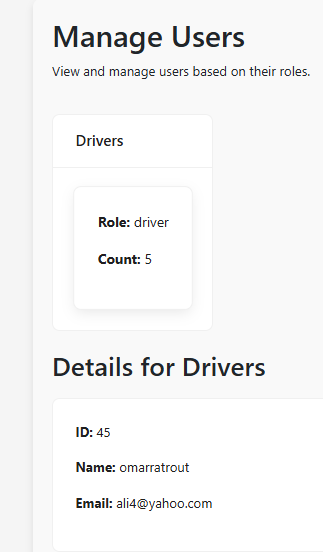 Manage Users
View and manage users based on their roles.
Drivers
Role: driver
Count: 5
Details for Drivers
ID: 45
Name: omarratrout
Email: ali4@yahoo.com